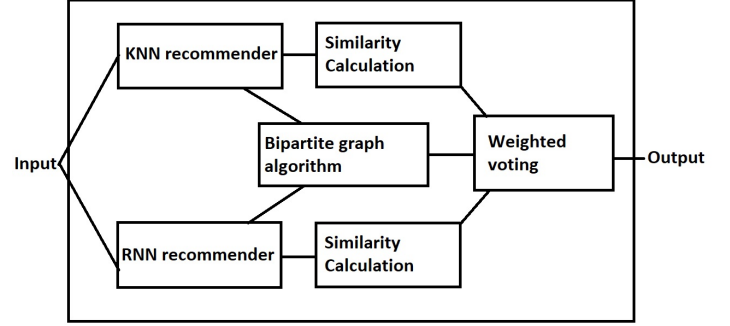 KNN recommender
Similarity
Calculation
Input
Bipartite graph
algorithm
Weighted
voting
Output
RNN recommender
Similarity
Calculation